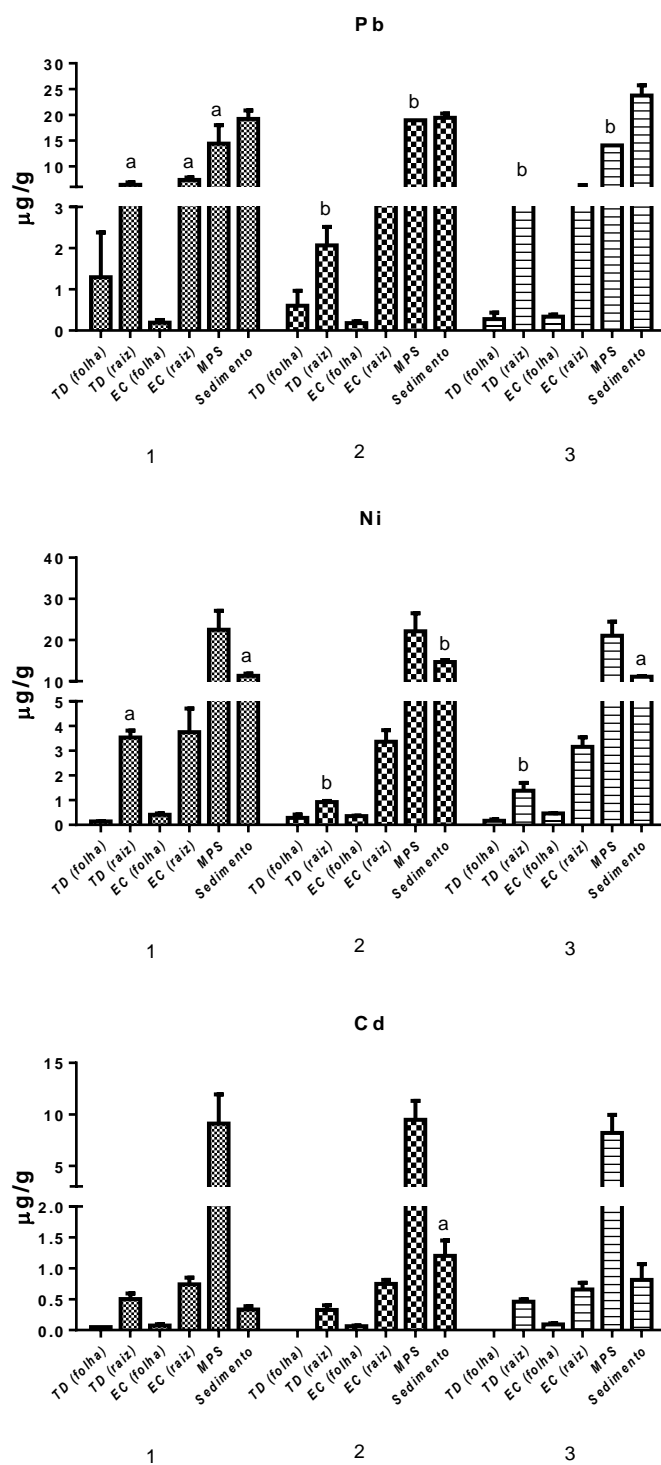 Pb
30
25
20
15
10
3
2
1
0
µg/g
a a a b b b b
TD (folha) TD (raiz) EC (folha) EC (raiz) MPS Sedimento TD (folha) TD (raiz) EC (folha) EC (raiz) MPS Sedimento TD (folha) TD (raiz) EC (folha) EC (raiz) MPS Sedimento
1 2 3
Ni
40
30
20
10
5
4
3
2
1
0
µg/g
a a b b b a
TD (folha) TD (raiz) EC (folha) EC (raiz) MPS Sedimento TD (folha) TD (raiz) EC (folha) EC (raiz) MPS Sedimento TD (folha) TD (raiz) EC (folha) EC (raiz) MPS Sedimento
1 2 3
Cd
15
10
5
2.0
1.5
1.0
0.5
0.0
µg/g
a
TD (folha) TD (raiz) EC (folha) EC (raiz) MPS Sedimento TD (folha) TD (raiz) EC (folha) EC (raiz) MPS Sedimento TD (folha) TD (raiz) EC (folha) EC (raiz) MPS Sedimento
1 2 3